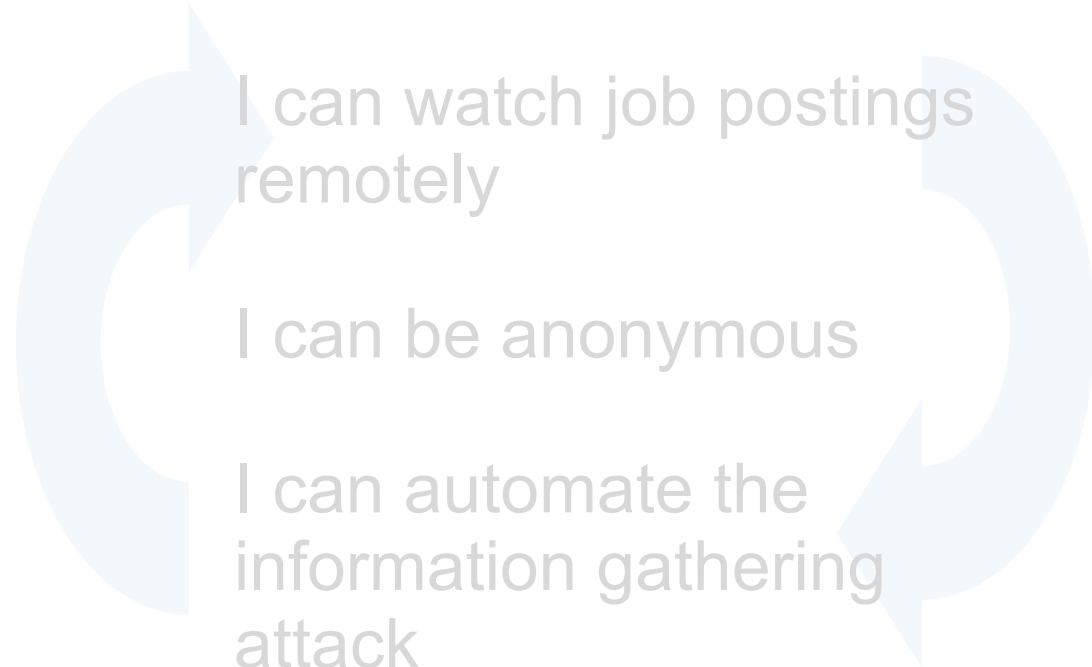 I can watch job postings
remotely
I can be anonymous
I can automate the
information gathering
attack